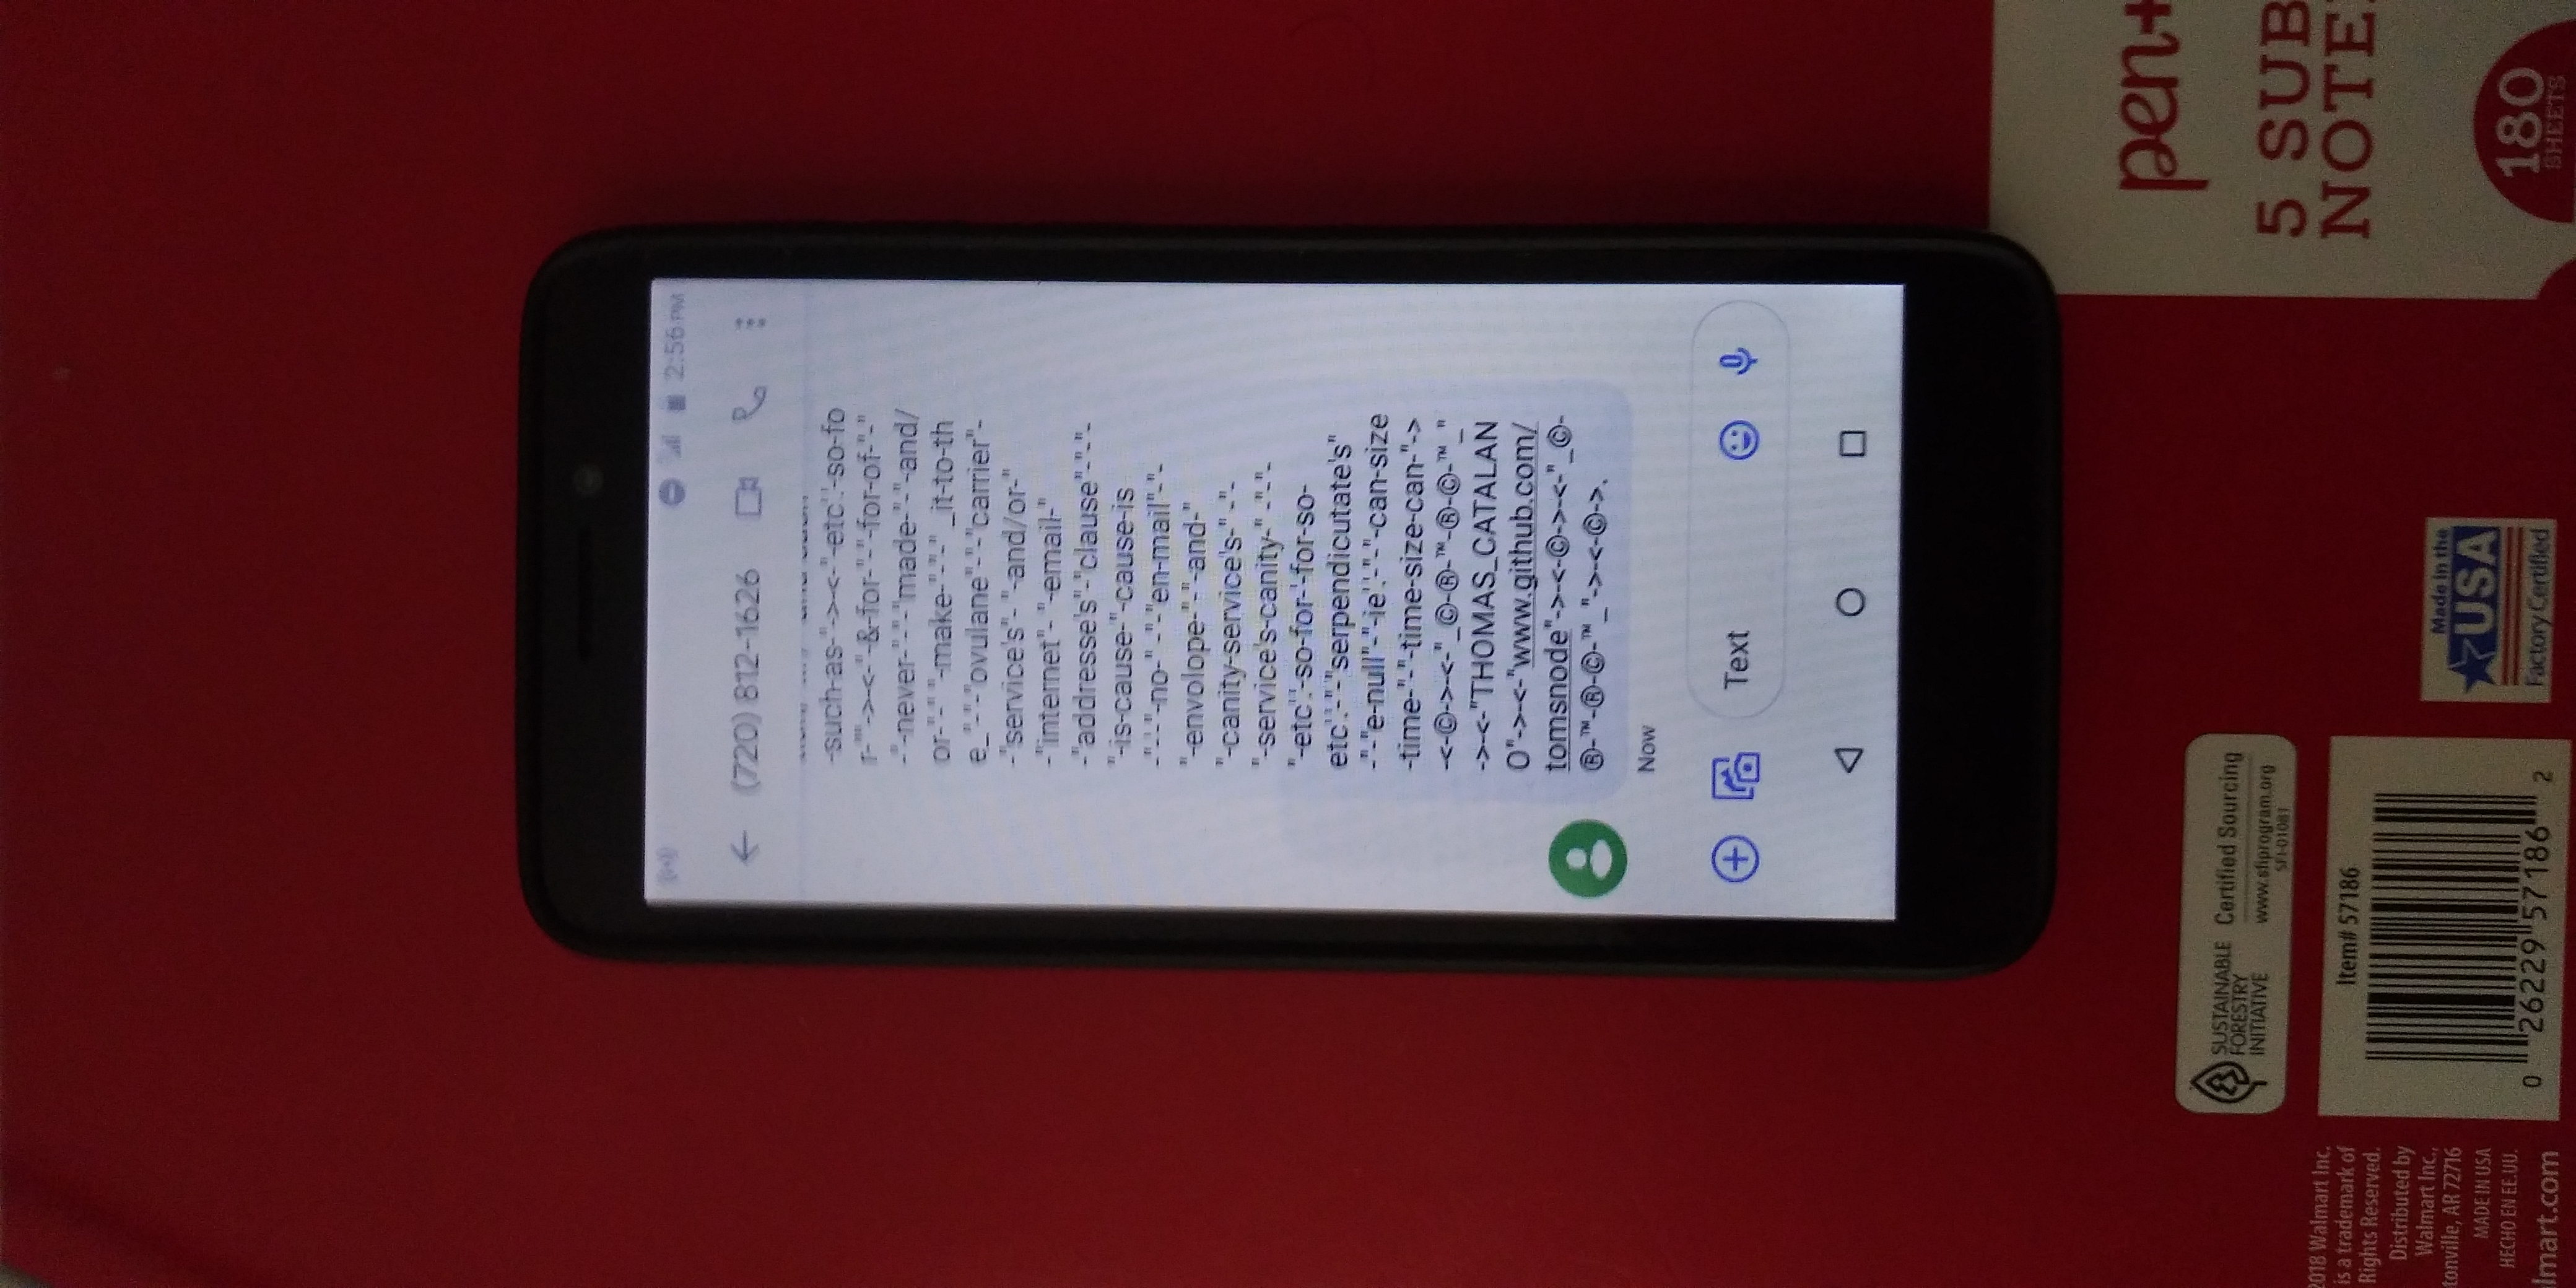 2:56 PM
(720) 812-1626
-such-as-"->-<-"-etc'.'-so-fo
r-""->-<-"-&-for-"-"-for-of-"-"
-"-never-"-"-"made-"-"-and/
or-"-" "-make-"-"-" _it-to-th
e_"-"-"ovulane"-"-"carrier"-
-"service's"- "-and/or-"
-"internet"- "-email-"
-"addresse's"-"clause"-"-"-
"-is-cause-"-cause-is
-"-'-"-no-" -"-"en-mail"-"-
"-envolope-"-"-and-"
"-canity-service's-" -"-
"-service's-canity-" -"-"-
"-etc'.'-so-for-'-for-so-
etc'.'-"-"serpendicutate's"
-"-"e-null"-"-ie'.'-"-"-can-size
-time-"-"-time-size-can-"->
-<-©->-<-"_©-®-™-®-©-™_"
->-<-"THOMAS_CATALAN
O"->-<-"www.github.com/
tomsnode"->-<-©->-<-"_©-
®-™-®-©-™_"->-<-©->.
Now
Text
pen+
SUSTAINABLE
FORESTRY
INITIATIVE
Certified Sourcing
www.sfiprogram.org
SFI-01081
5 SUB
NOTE
2018 Walmart Inc.
is a trademark of
Rights Reserved.
Distributed by
Walmart Inc.,
tonville, AR 72716
MADE IN USA
HECHO EN EE.UU.
lmart.com
Item# 57186
0 26229 57186 2
Made in the
USA
Factory Certified
180
SHEETS